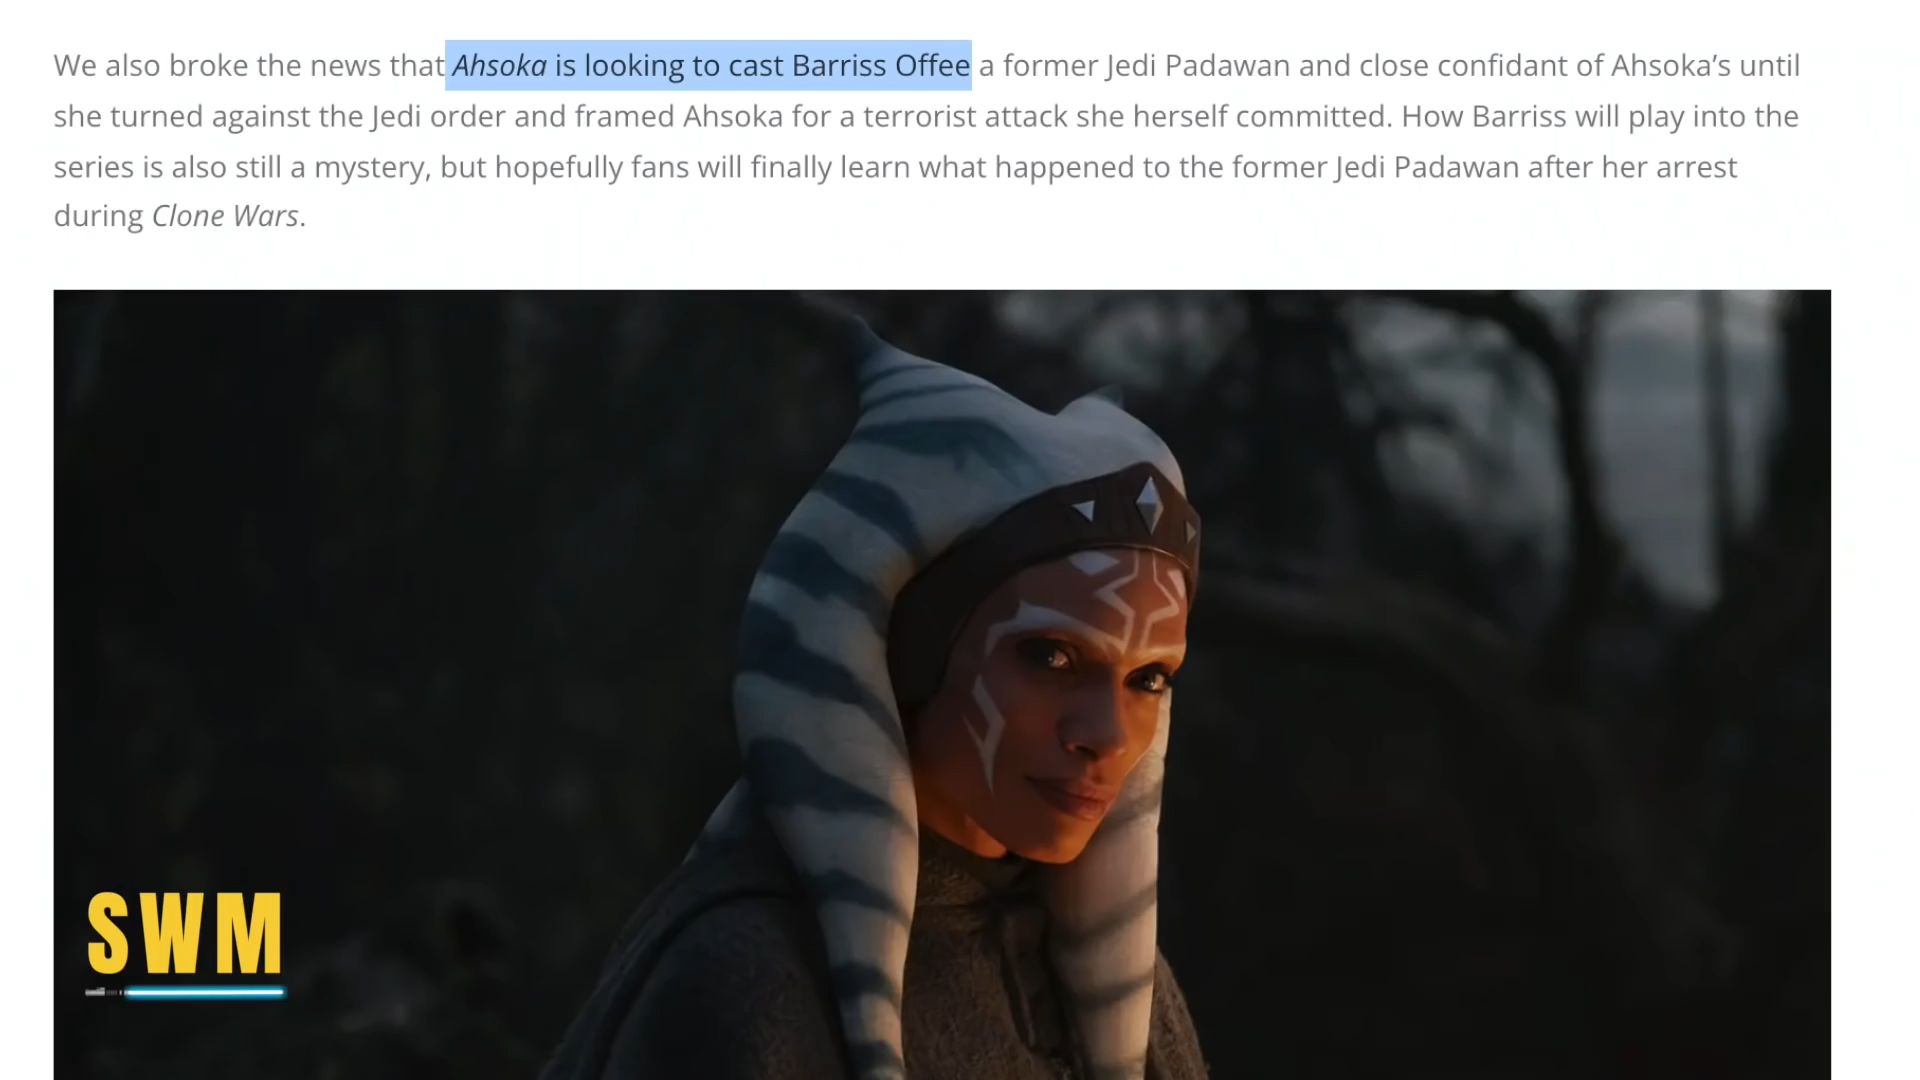 We also broke the news that Ahsoka is looking to cast Barriss Offee a former Jedi Padawan and close confidant of Ahsoka’s until
she turned against the Jedi order and framed Ahsoka for a terrorist attack she herself committed. How Barriss will play into the
series is also still a mystery, but hopefully fans will finally learn what happened to the former Jedi Padawan after her arrest
during Clone Wars.
SWM